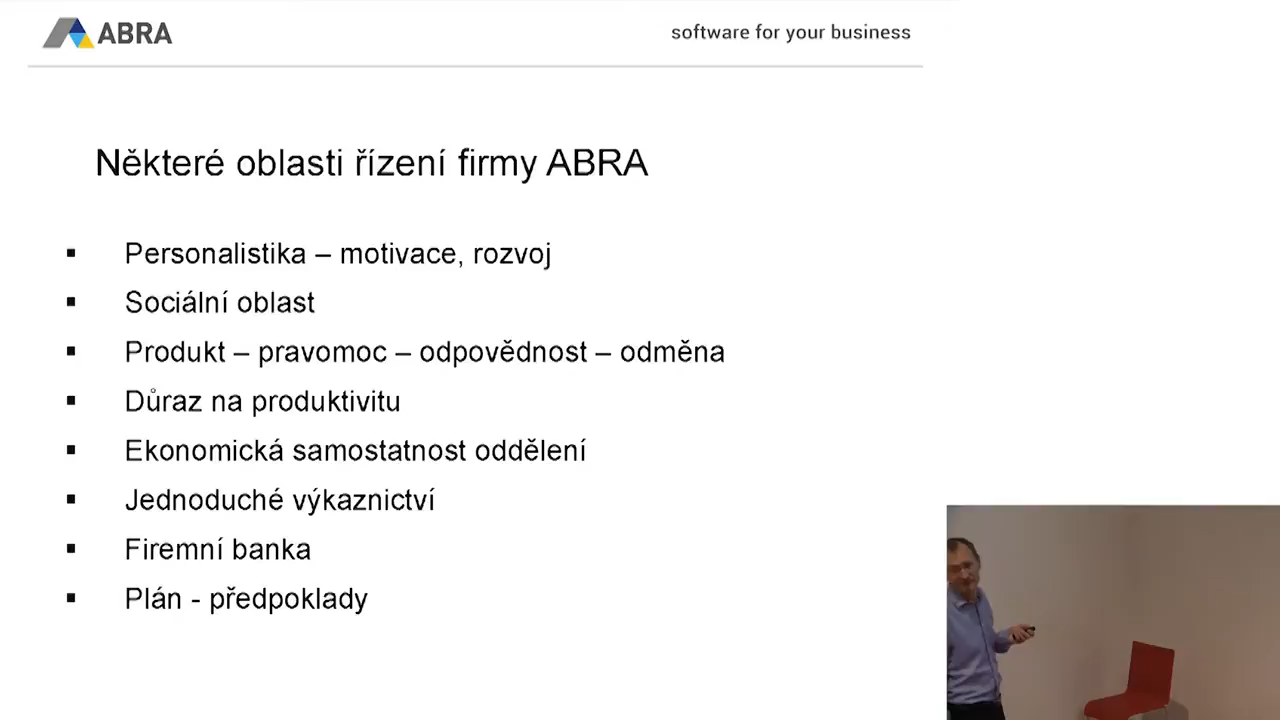 ABRA
software for your business
Některé oblasti řízení firmy ABRA
▪ Personalistika – motivace, rozvoj
▪ Sociální oblast
▪ Produkt – pravomoc – odpovědnost – odměna
▪ Důraz na produktivitu
▪ Ekonomická samostatnost oddělení
▪ Jednoduché výkaznictví
▪ Firemní banka
▪ Plán - předpoklady